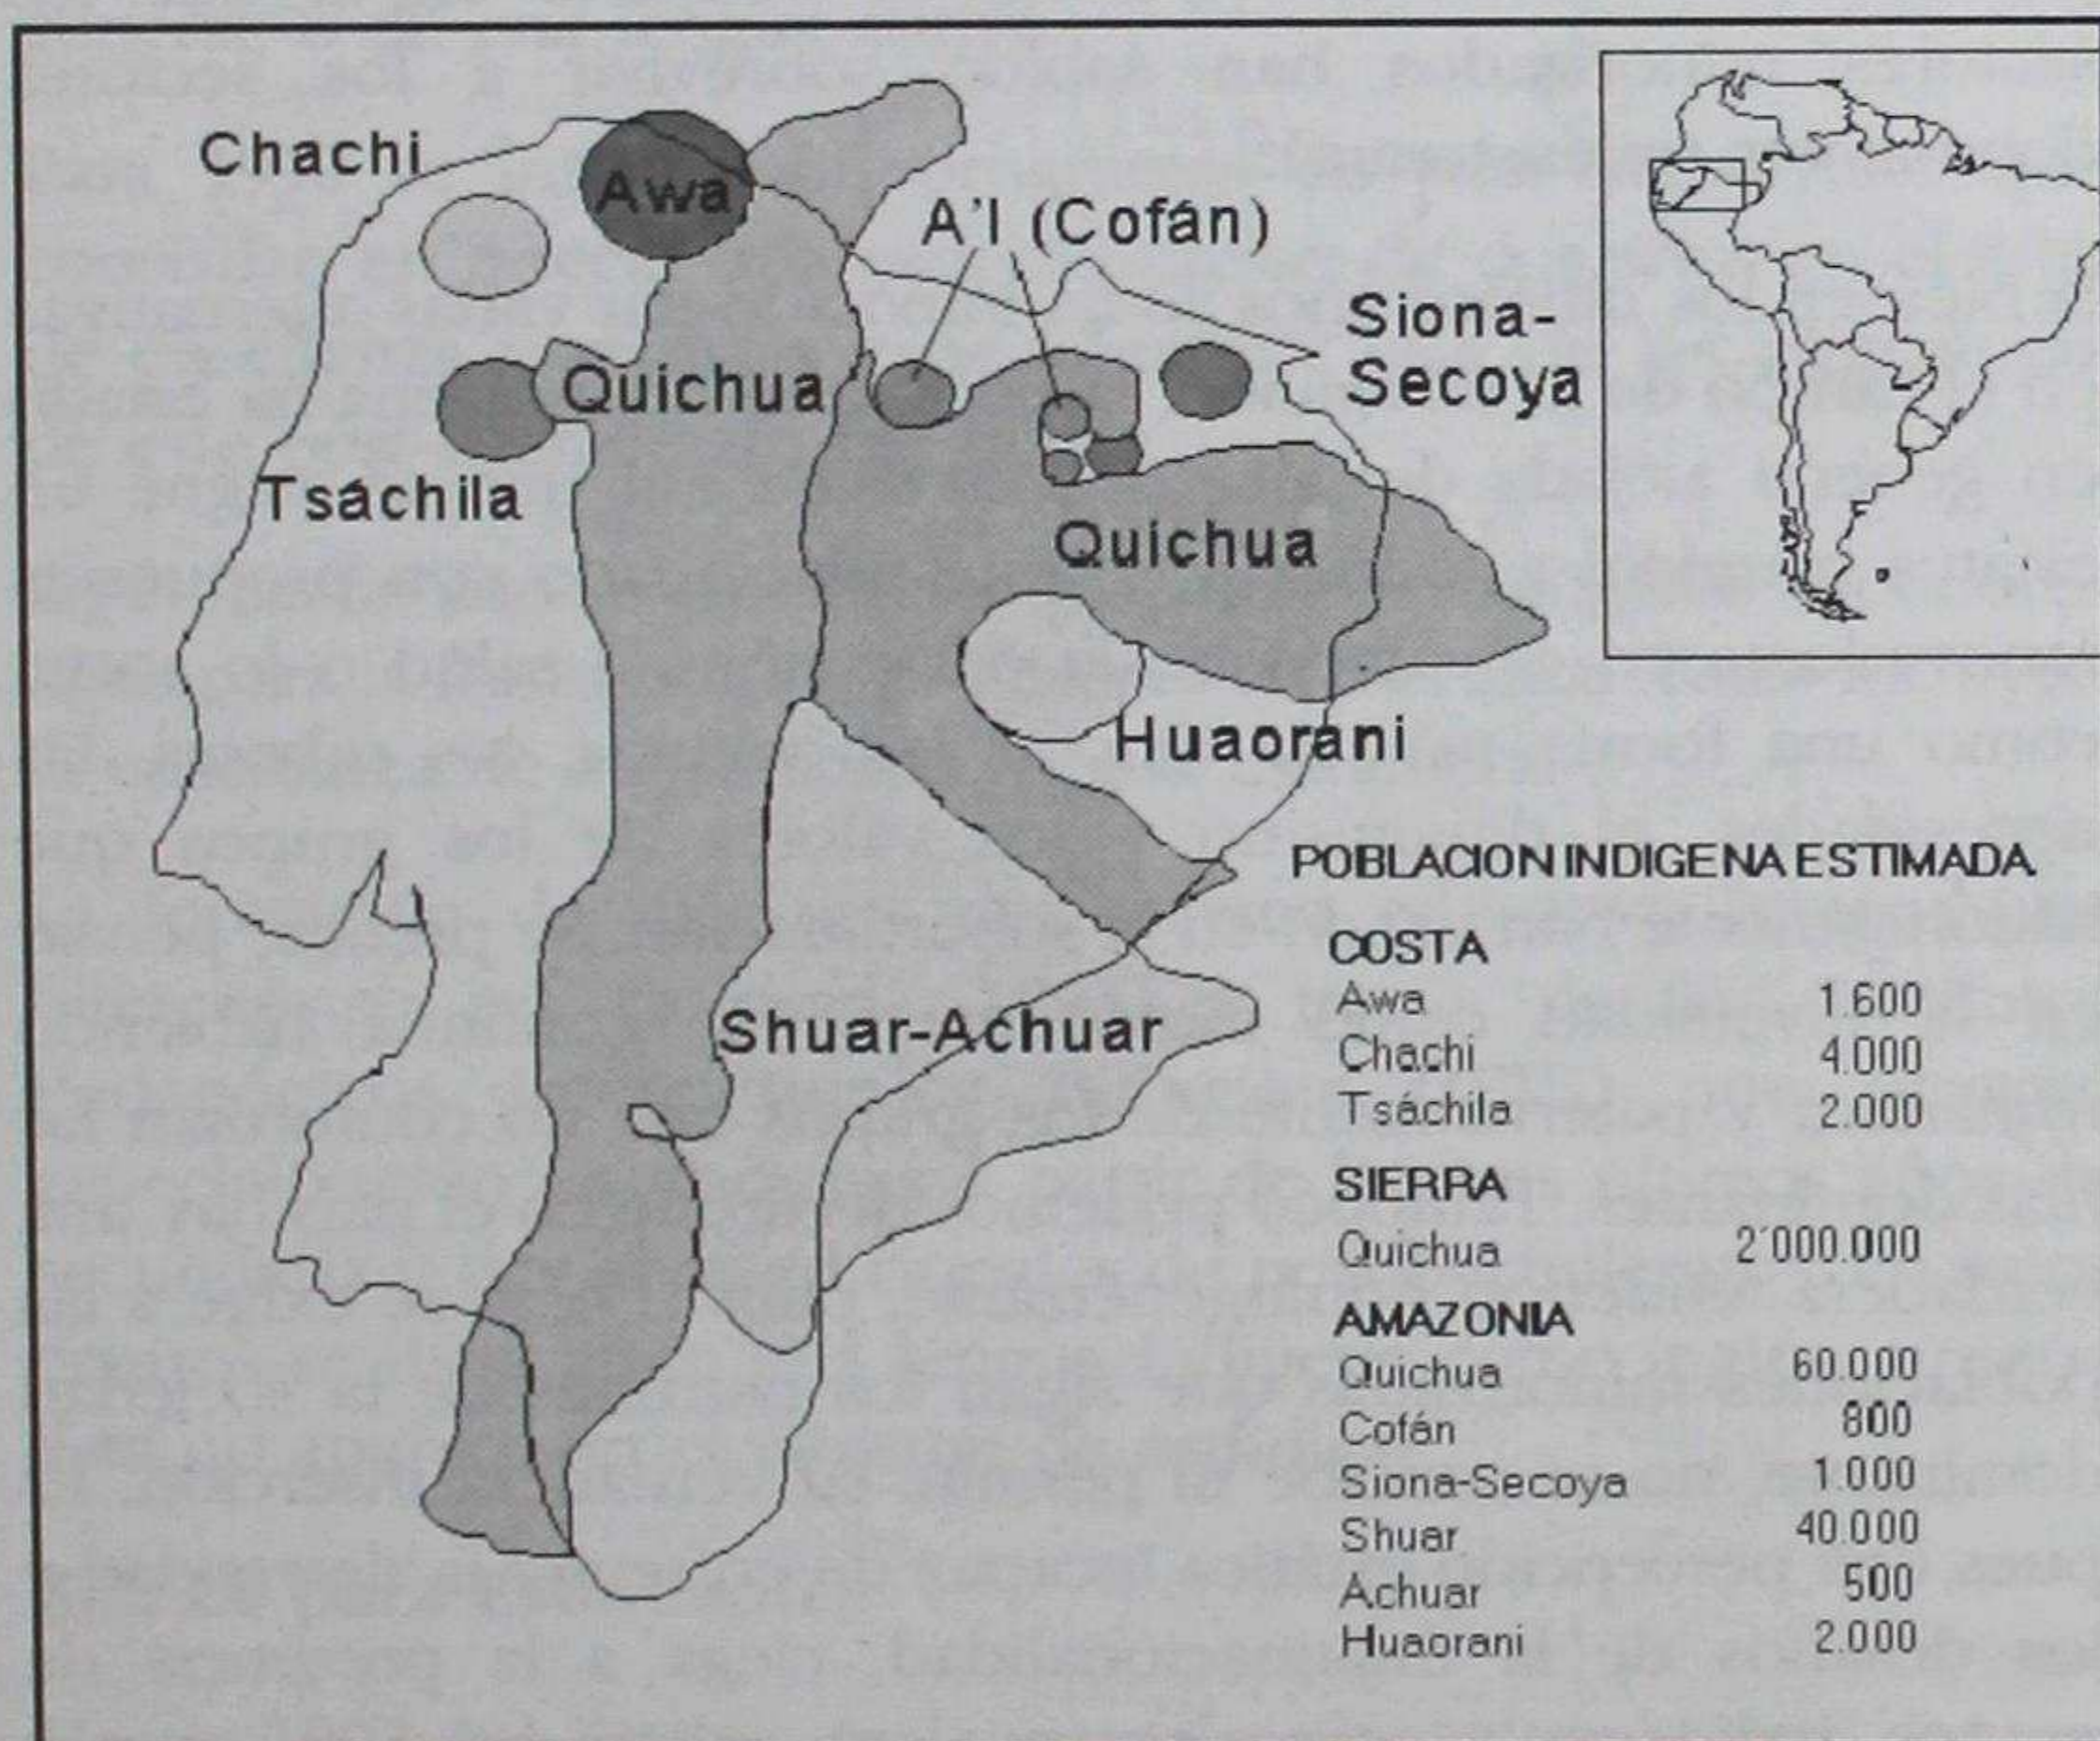 Chachi
Awa
A'I (Cofán)
Siona-
Secoya
Quichua
Tsáchila
Quichua
Huaorani
Shuar-Achuar
POBLACION INDIGENA ESTIMADA
COSTA
Awa 1.600
Chachi 4.000
Tsáchila 2.000
SIERRA
Quichua 2´000.000
AMAZONIA
Quichua 60.000
Cofán 800
Siona-Secoya 1.000
Shuar 40.000
Achuar 500
Huaorani 2.000